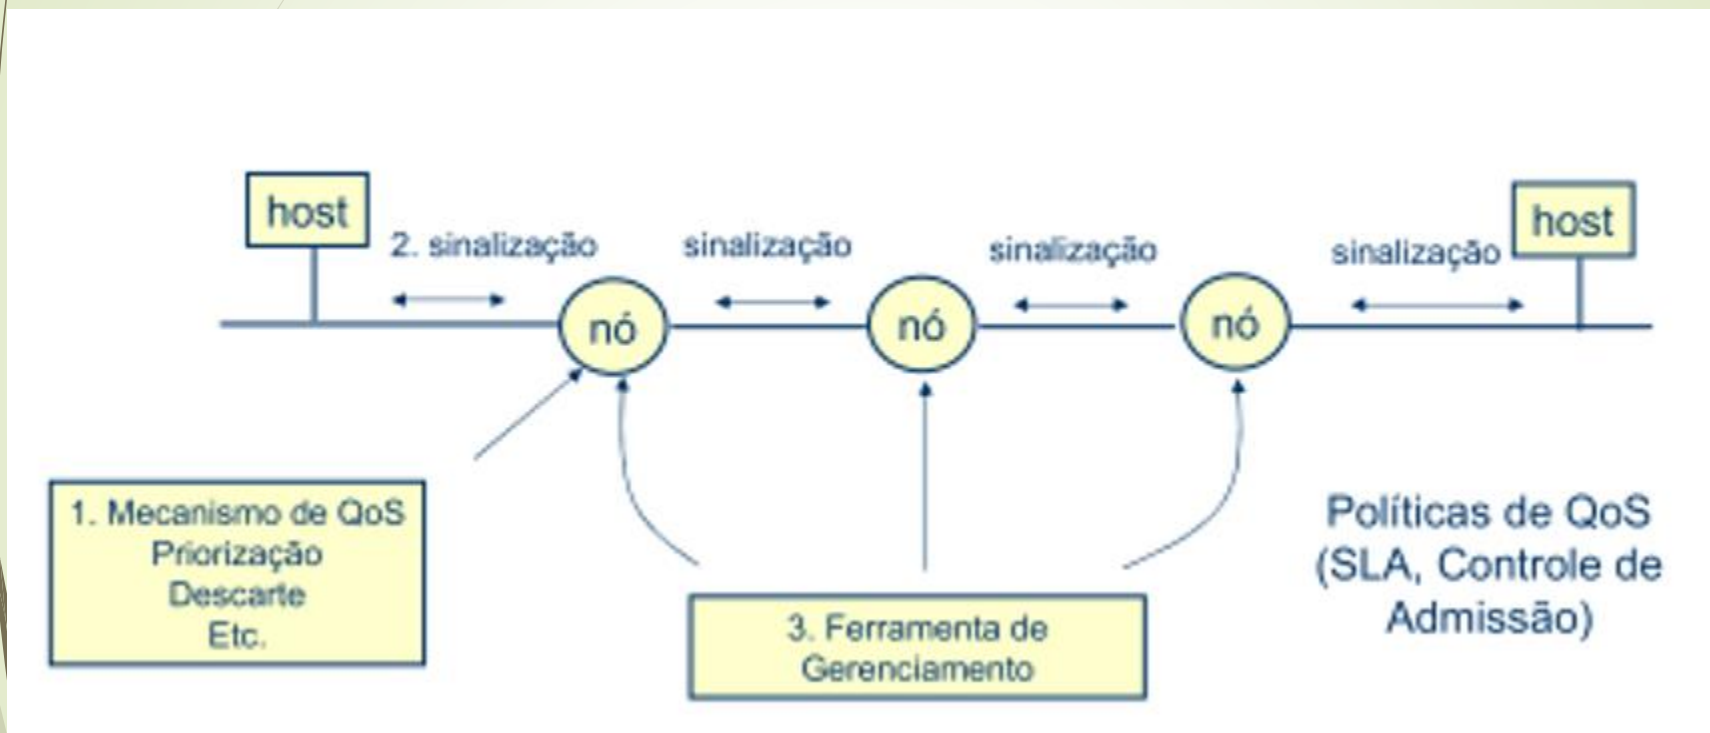 host
host
2. sinalização
sinalização
sinalização
sinalização
nó
nó
nó
1. Mecanismo de QoS
Priorização
Descarte
Etc.
3. Ferramenta de
Gerenciamento
Políticas de QoS
(SLA, Controle de
Admissão)